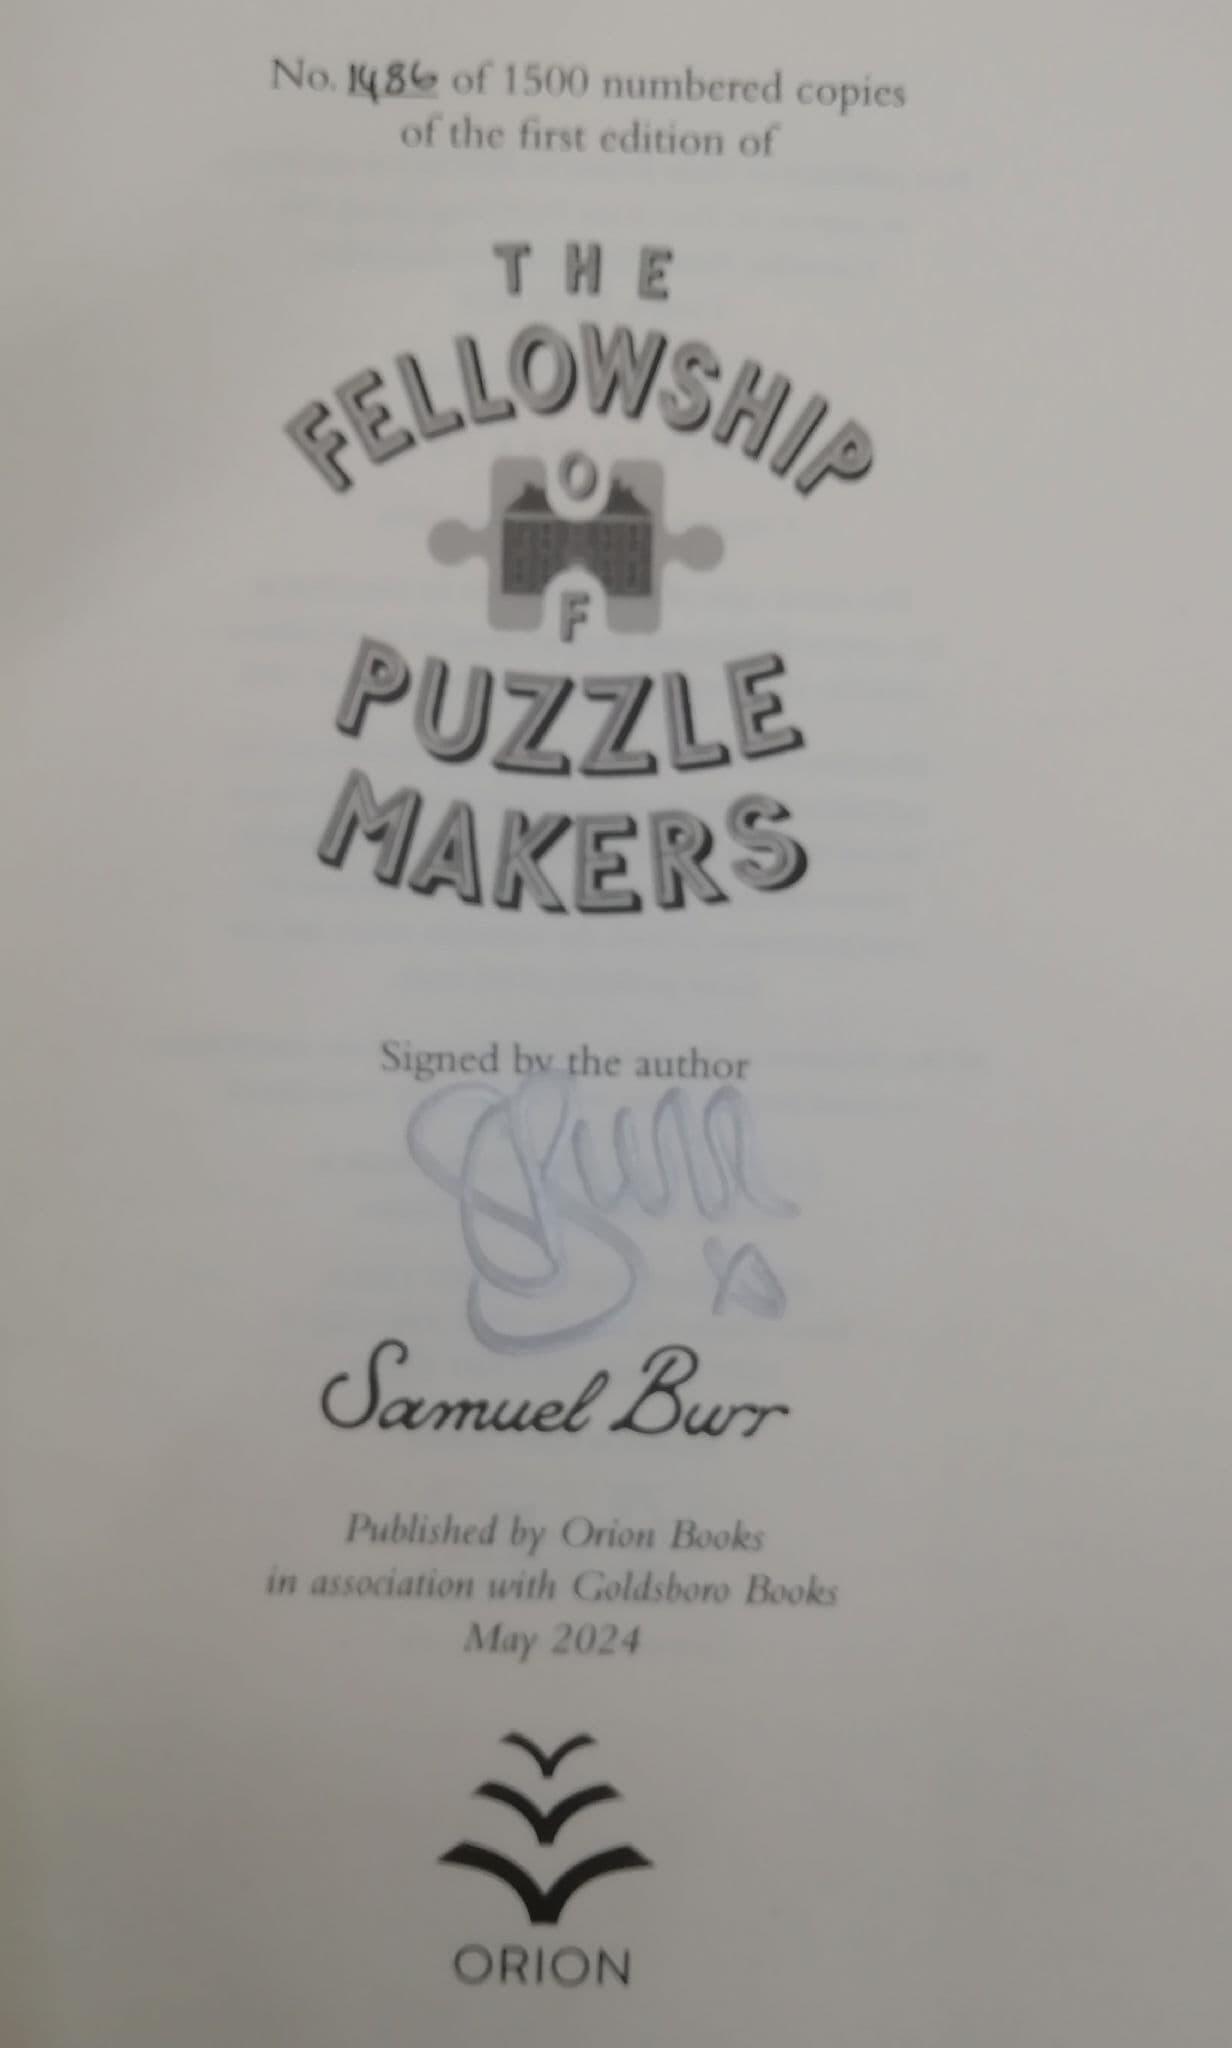 No. 1486 of 1500 numbered copies
of the first edition of
THE
FELLOWSHIP
O
F
PUZZLE
MAKERS
Signed by the author
SBurr x
Samuel Burr
Published by Orion Books
in association with Goldsboro Books
May 2024
ORION